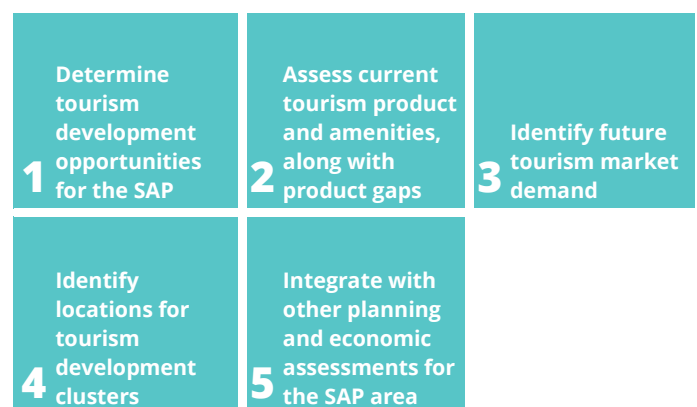 Determine
tourism
development
opportunities
1 for the SAP
Assess current
tourism product
and amenities,
along with
2 product gaps
Identify future
tourism market
3 demand
Identify
locations for
tourism
development
4 clusters
Integrate with
other planning
and economic
assessments for
5 the SAP area